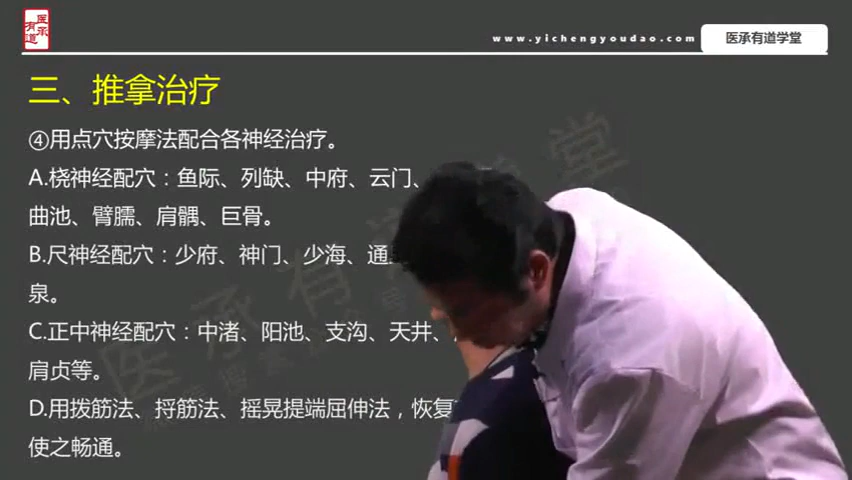 医承有道
www.yichengyoudao.com
医承有道学堂
三、推拿治疗
④用点穴按摩法配合各神经治疗。
A.桡神经配穴：鱼际、列缺、中府、云门、
曲池、臂臑、肩髃、巨骨。
B.尺神经配穴：少府、神门、少海、通
泉。
C.正中神经配穴：中渚、阳池、支沟、天井、
肩贞等。
D.用拨筋法、捋筋法、摇晃提端屈伸法，恢复
使之畅通。